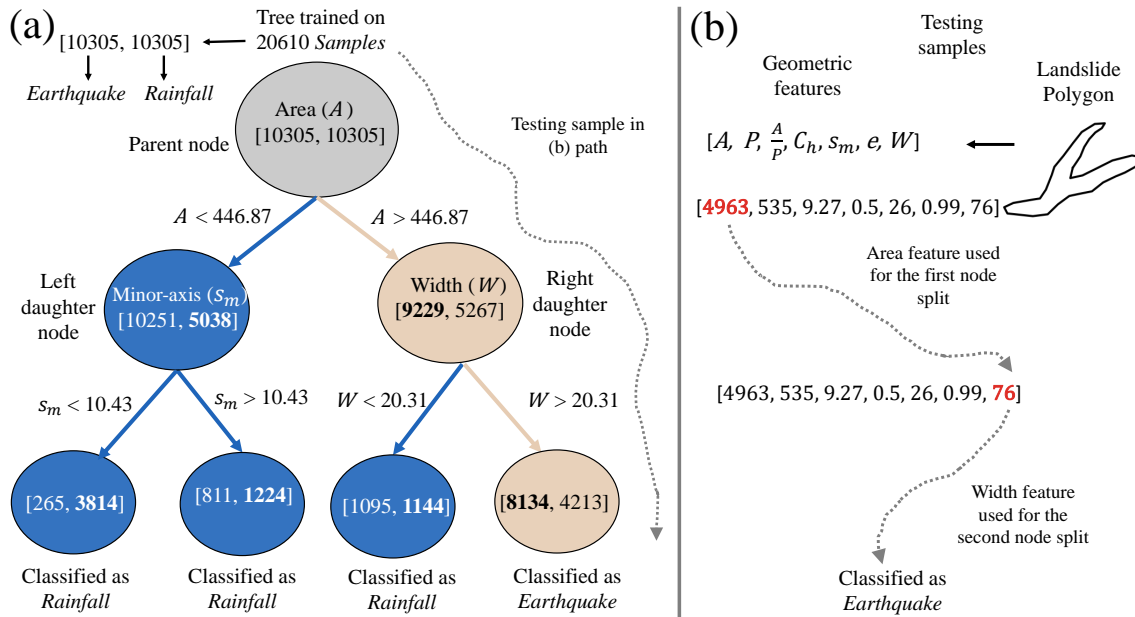 (a)
[10305, 10305]
Tree trained on
20610 Samples
Earthquake
Rainfall
Area (A)
[10305, 10305]
Parent node
Testing sample in
(b) path
A < 446.87
A > 446.87
Left
daughter
node
Minor-axis (sₘ)
[10251, 5038]
Width (W)
[9229, 5267]
Right
daughter
node
sₘ < 10.43
sₘ > 10.43
W < 20.31
W > 20.31
[265, 3814]
[811, 1224]
[1095, 1144]
[8134, 4213]
Classified as
Rainfall
Classified as
Rainfall
Classified as
Rainfall
Classified as
Earthquake
(b)
Testing
samples
Geometric
features
Landslide
Polygon
[A, P, A/P, Cₕ, sₘ, e, W]
[4963, 535, 9.27, 0.5, 26, 0.99, 76]
Area feature used
for the first node
split
[4963, 535, 9.27, 0.5, 26, 0.99, 76]
Width feature
used for the
second node split
Classified as
Earthquake